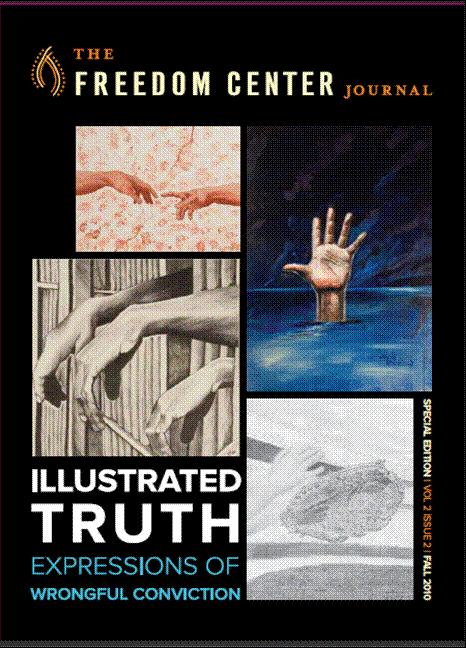 THE
FREEDOM CENTER JOURNAL
ILLUSTRATED
TRUTH
EXPRESSIONS OF
WRONGFUL CONVICTION
SPECIAL EDITION | VOL 2 ISSUE 2 | FALL 2010